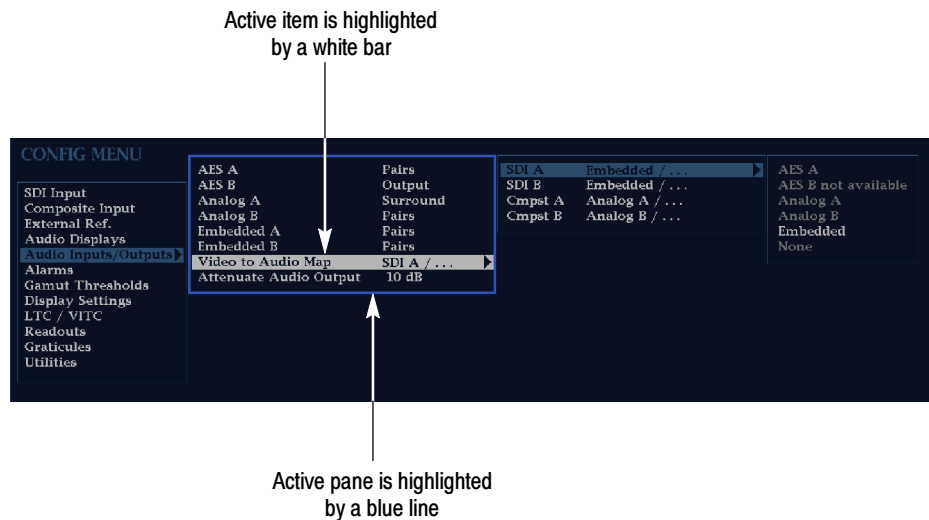 Active item is highlighted
by a white bar
CONFIG MENU
SDI Input
Composite Input
External Ref.
Audio Displays
Audio Inputs/Outputs
Alarms
Gamut Thresholds
Display Settings
LTC / VITC
Readouts
Graticules
Utilities
AES A Pairs
AES B Output
Analog A Surround
Analog B Pairs
Embedded A Pairs
Embedded B Pairs
Video to Audio Map SDI A / ...
Attenuate Audio Output 10 dB
SDI A Embedded / ...
SDI B Embedded / ...
Cmpst A Analog A / ...
Cmpst B Analog B / ...
AES A
AES B not available
Analog A
Analog B
Embedded
None
Active pane is highlighted
by a blue line